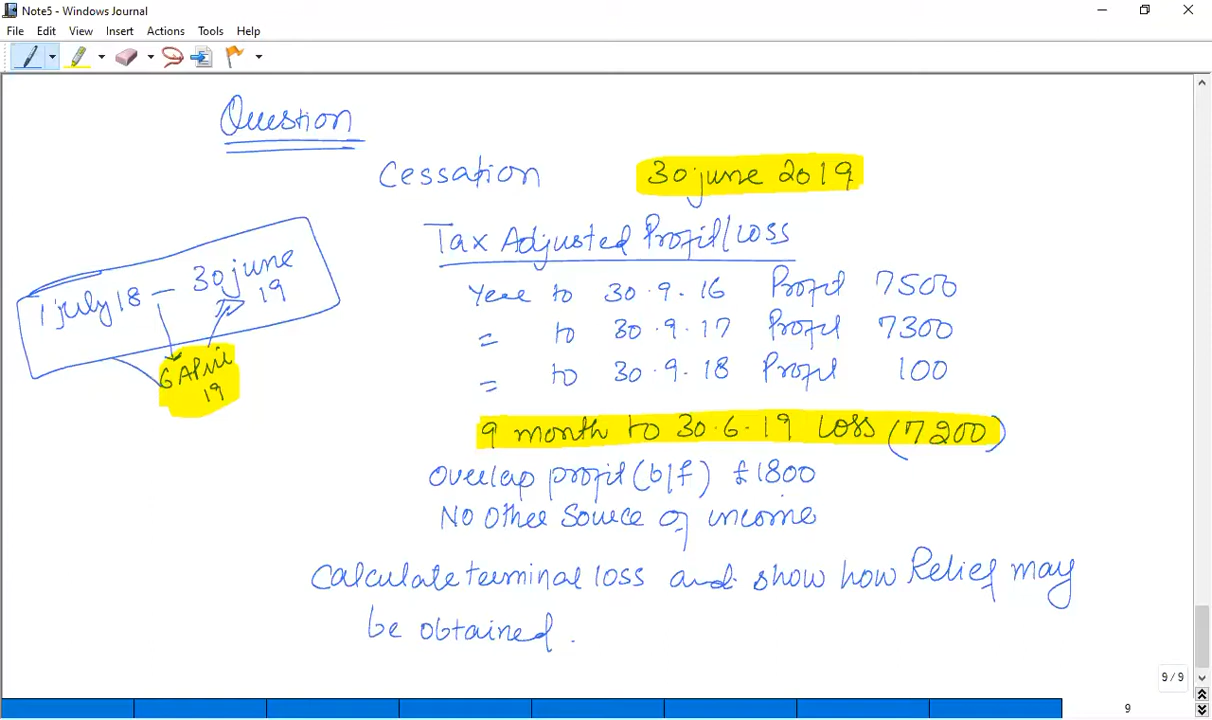 Note5 - Windows Journal
File Edit View Insert Actions Tools Help
Question
Cessation 30 june 2019
Tax Adjusted Profit/Loss
1 july 18 — 30 june 19
6 April 19
Year to 30.9.16 Profit 7500
= to 30.9.17 Profit 7300
= to 30.9.18 Profit 100
9 month to 30.6.19 Loss (7200)
Overlap profit (b/f) £1800
No Other Source of income
Calculate terminal loss and show how Relief may
be obtained.
9 / 9
9